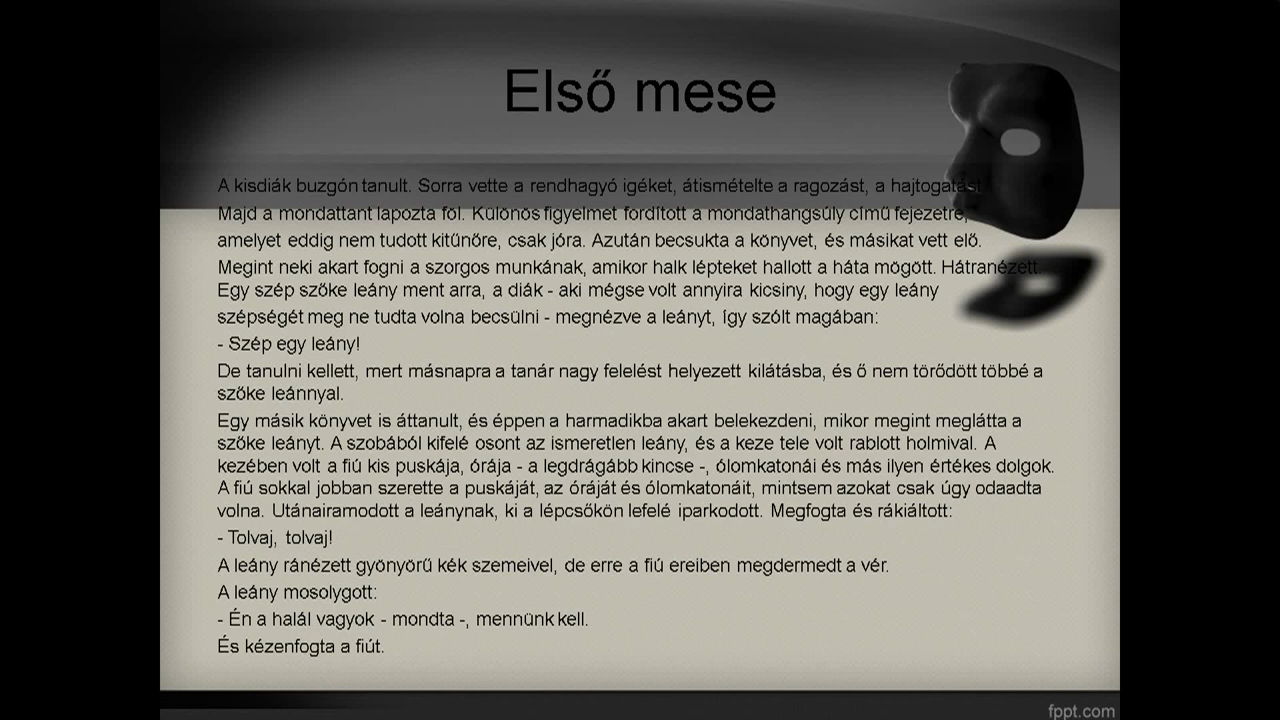 Első mese
A kisdiák buzgón tanult. Sorra vette a rendhagyó igéket, átismételte a ragozást, a hajtogatást.
Majd a mondattant lapozta föl. Különös figyelmet fordított a mondathangsúly című fejezetre,
amelyet eddig nem tudott kitűnőre, csak jóra. Azután becsukta a könyvet, és másikat vett elő.
Megint neki akart fogni a szorgos munkának, amikor halk lépteket hallott a háta mögött. Hátranézett.
Egy szép szőke leány ment arra, a diák - aki mégse volt annyira kicsiny, hogy egy leány
szépségét meg ne tudta volna becsülni - megnézve a leányt, így szólt magában:
- Szép egy leány!
De tanulni kellett, mert másnapra a tanár nagy felelést helyezett kilátásba, és ő nem törődött többé a
szőke leánnyal.
Egy másik könyvet is áttanult, és éppen a harmadikba akart belekezdeni, mikor megint meglátta a
szőke leányt. A szobából kifelé osont az ismeretlen leány, és a keze tele volt rablott holmival. A
kezében volt a fiú kis puskája, órája - a legdrágább kincse -, ólomkatonái és más ilyen értékes dolgok.
A fiú sokkal jobban szerette a puskáját, az óráját és ólomkatonáit, mintsem azokat csak úgy odaadta
volna. Utánairamodott a leánynak, ki a lépcsőkön lefelé iparkodott. Megfogta és rákiáltott:
- Tolvaj, tolvaj!
A leány ránézett gyönyörű kék szemeivel, de erre a fiú ereiben megdermedt a vér.
A leány mosolygott:
- Én a halál vagyok - mondta -, mennünk kell.
És kézenfogta a fiút.
fppt.com